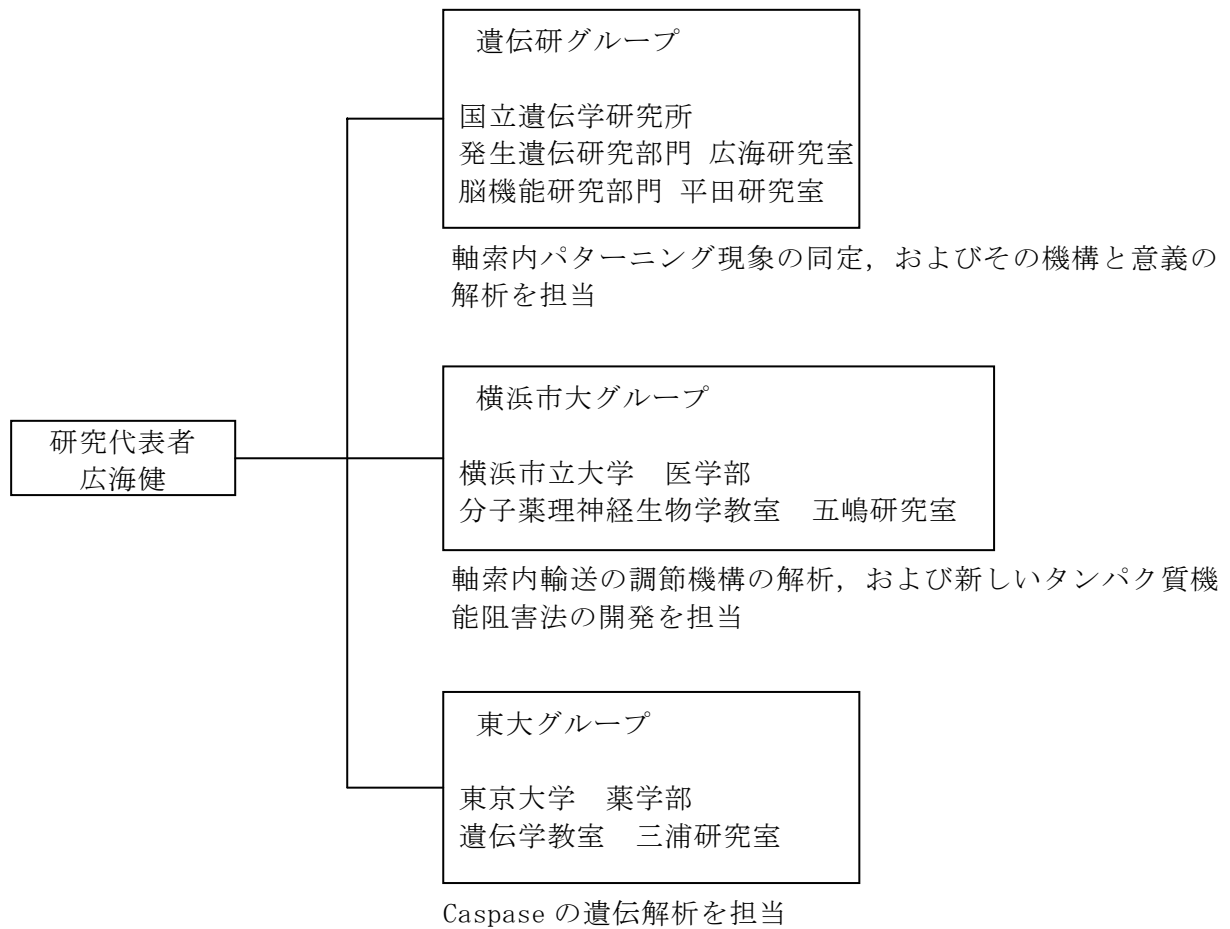 遺伝研グループ
国立遺伝学研究所
発生遺伝研究部門 広海研究室
脳機能研究部門 平田研究室
軸索内パターニング現象の同定，およびその機構と意義の
解析を担当
研究代表者
広海健
横浜市大グループ
横浜市立大学　医学部
分子薬理神経生物学教室　五嶋研究室
軸索内輸送の調節機構の解析，および新しいタンパク質機
能阻害法の開発を担当
東大グループ
東京大学　薬学部
遺伝学教室　三浦研究室
Caspase の遺伝解析を担当